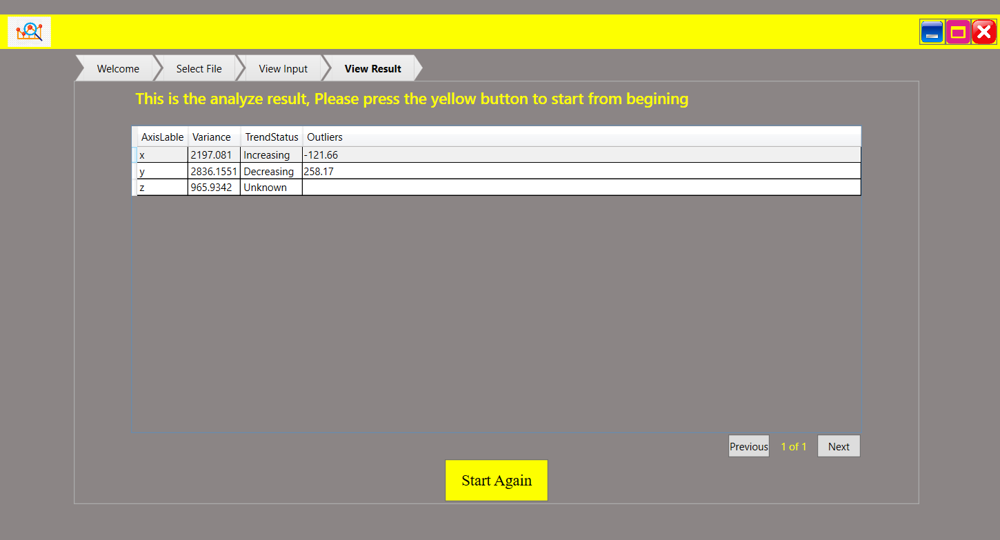 Welcome Select File View Input View Result
This is the analyze result, Please press the yellow button to start from begining
AxisLable Variance TrendStatus Outliers
x 2197.081 Increasing -121.66
y 2836.1551 Decreasing 258.17
z 965.9342 Unknown
Previous 1 of 1 Next
Start Again